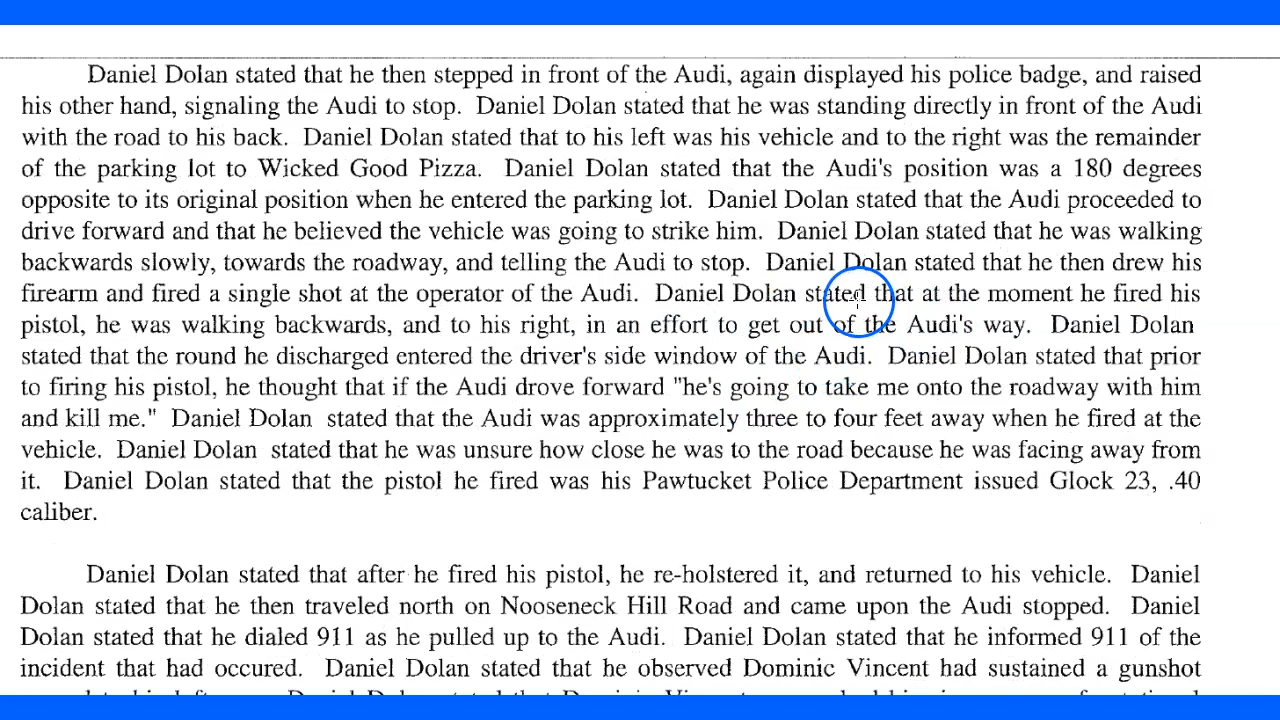 Daniel Dolan stated that he then stepped in front of the Audi, again displayed his police badge, and raised
his other hand, signaling the Audi to stop. Daniel Dolan stated that he was standing directly in front of the Audi
with the road to his back. Daniel Dolan stated that to his left was his vehicle and to the right was the remainder
of the parking lot to Wicked Good Pizza. Daniel Dolan stated that the Audi's position was a 180 degrees
opposite to its original position when he entered the parking lot. Daniel Dolan stated that the Audi proceeded to
drive forward and that he believed the vehicle was going to strike him. Daniel Dolan stated that he was walking
backwards slowly, towards the roadway, and telling the Audi to stop. Daniel Dolan stated that he then drew his
firearm and fired a single shot at the operator of the Audi. Daniel Dolan stated that at the moment he fired his
pistol, he was walking backwards, and to his right, in an effort to get out of the Audi's way. Daniel Dolan
stated that the round he discharged entered the driver's side window of the Audi. Daniel Dolan stated that prior
to firing his pistol, he thought that if the Audi drove forward "he's going to take me onto the roadway with him
and kill me." Daniel Dolan stated that the Audi was approximately three to four feet away when he fired at the
vehicle. Daniel Dolan stated that he was unsure how close he was to the road because he was facing away from
it. Daniel Dolan stated that the pistol he fired was his Pawtucket Police Department issued Glock 23, .40
caliber.
Daniel Dolan stated that after he fired his pistol, he re-holstered it, and returned to his vehicle. Daniel
Dolan stated that he then traveled north on Nooseneck Hill Road and came upon the Audi stopped. Daniel
Dolan stated that he dialed 911 as he pulled up to the Audi. Daniel Dolan stated that he informed 911 of the
incident that had occured. Daniel Dolan stated that he observed Dominic Vincent had sustained a gunshot